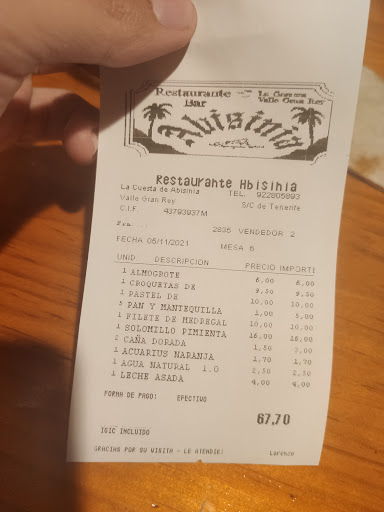 Restaurante
Bar
La Gomera
Valle Gran Rey
Abisinia
Restaurante Abisinia
La Cuesta de Abisinia TEL. 922805893
Valle Gran Rey S/C de Tenerife
C.I.F. 43793937M
2835 VENDEDOR 2
FECHA 05/11/2021 MESA 6
UNID DESCRIPCION PRECIO IMPORTE
1 ALMOGROTE 6,00 6,00
1 CROQUETAS DE 9,50 9,50
1 PASTEL DE 10,00 10,00
5 PAN Y MANTEQUILLA 1,00 5,00
1 FILETE DE MEDREGAL 10,00 10,00
1 SOLOMILLO PIMIENTA 16,00 16,00
2 CAÑA DORADA 1,50 3,00
1 ACUARIUS NARANJA 1,70 1,70
1 AGUA NATURAL 1.0 2,50 2,50
1 LECHE ASADA 4,00 4,00
FORMA DE PAGO: EFECTIVO
67,70
IGIC INCLUIDO
GRACIAS POR SU VISITA - LE ATENDIO: Lorenzo